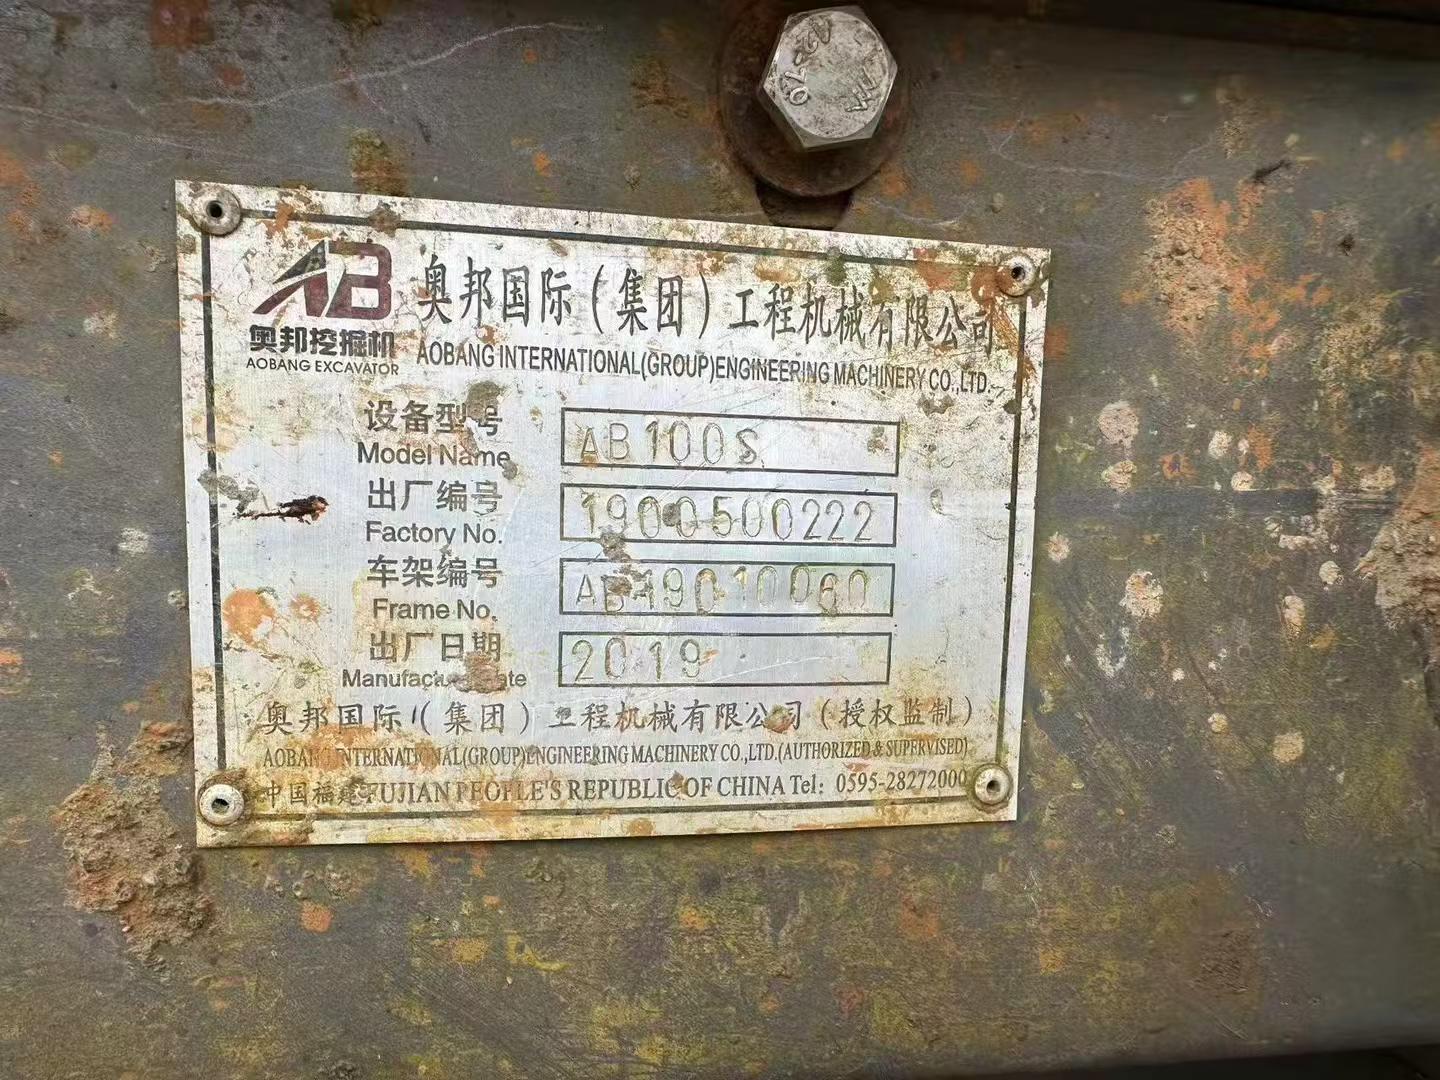 AB
奥邦挖掘机
AOBANG EXCAVATOR
奥邦国际(集团)工程机械有限公司
AOBANG INTERNATIONAL(GROUP)ENGINEERING MACHINERY CO.,LTD.
设备型号
Model Name
AB100S
出厂编号
Factory No.
1900500222
车架编号
Frame No.
AB19010060
出厂日期
Manufacture Date
2019
奥邦国际(集团)工程机械有限公司(授权监制)
AOBANG INTERNATIONAL(GROUP)ENGINEERING MACHINERY CO.,LTD.(AUTHORIZED & SUPERVISED)
中国福建 FUJIAN PEOPLE'S REPUBLIC OF CHINA Tel: 0595-28272000